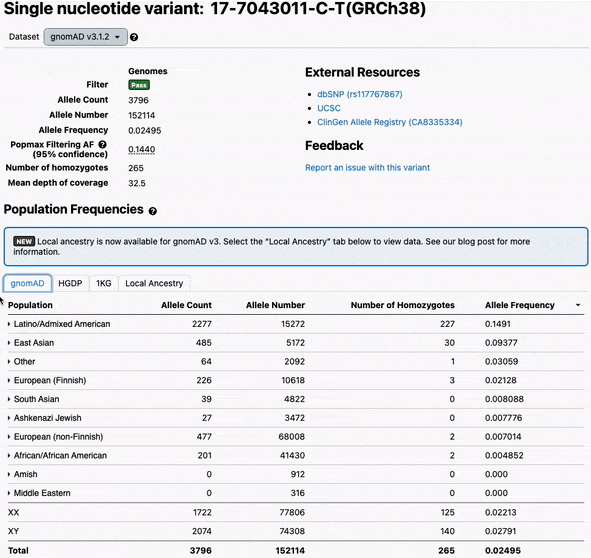 Single nucleotide variant: 17-7043011-C-T(GRCh38)
Dataset gnomAD v3.1.2
Genomes
Filter Pass
Allele Count 3796
Allele Number 152114
Allele Frequency 0.02495
Popmax Filtering AF
(95% confidence) 0.1440
Number of homozygotes 265
Mean depth of coverage 32.5
External Resources
dbSNP (rs117767867)
UCSC
ClinGen Allele Registry (CA8335334)
Feedback
Report an issue with this variant
Population Frequencies
NEW Local ancestry is now available for gnomAD v3. Select the "Local Ancestry" tab below to view data. See our blog post for more
information.
gnomAD HGDP 1KG Local Ancestry
Population Allele Count Allele Number Number of Homozygotes Allele Frequency
Latino/Admixed American 2277 15272 227 0.1491
East Asian 485 5172 30 0.09377
Other 64 2092 1 0.03059
European (Finnish) 226 10618 3 0.02128
South Asian 39 4822 0 0.008088
Ashkenazi Jewish 27 3472 0 0.007776
European (non-Finnish) 477 68008 2 0.007014
African/African American 201 41430 2 0.004852
Amish 0 912 0 0.000
Middle Eastern 0 316 0 0.000
XX 1722 77806 125 0.02213
XY 2074 74308 140 0.02791
Total 3796 152114 265 0.02495